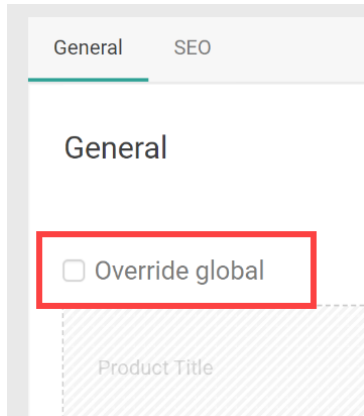 General SEO
General
Override global
Product Title